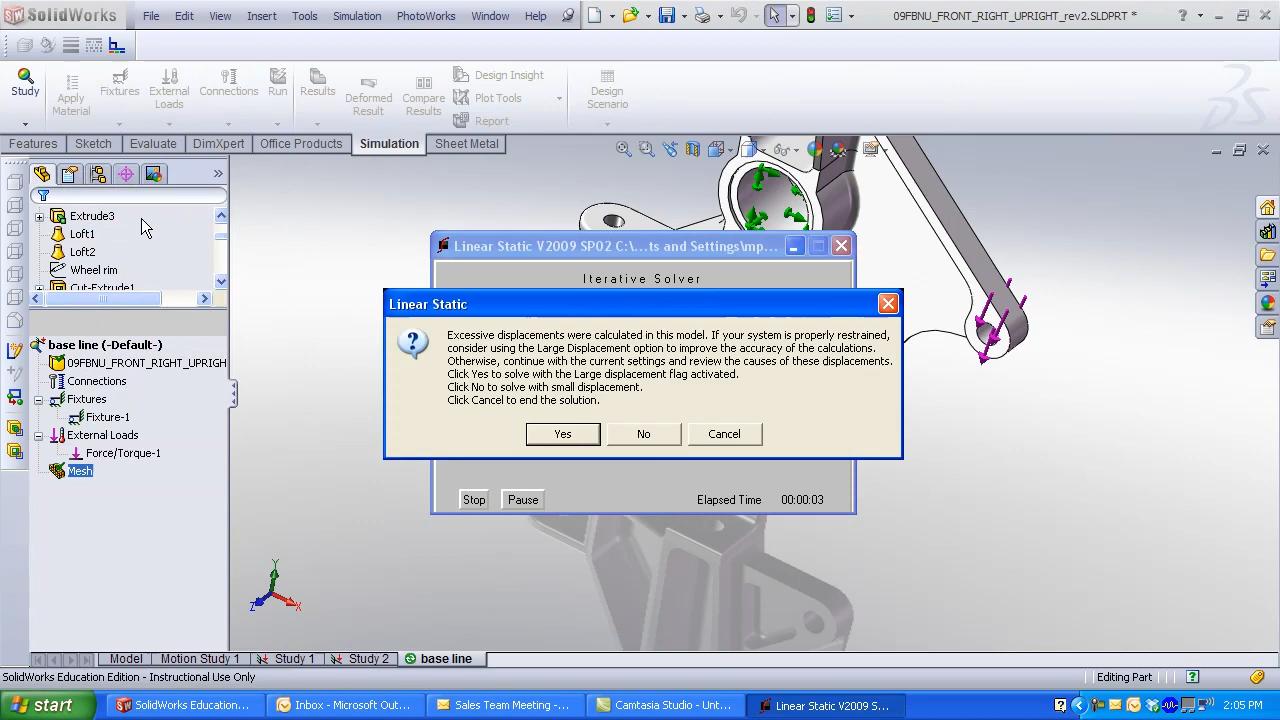 SolidWorks
File Edit View Insert Tools Simulation PhotoWorks Window Help
09FBNU_FRONT_RIGHT_UPRIGHT_rev2.SLDPRT *
Study
Apply Material
Fixtures
External Loads
Connections
Run
Results
Deformed Result
Compare Results
Design Insight
Plot Tools
Report
Design Scenario
Features Sketch Evaluate DimXpert Office Products Simulation Sheet Metal
Extrude3
Loft1
Loft2
Wheel rim
Cut-Extrude1
base line (-Default-)
09FBNU_FRONT_RIGHT_UPRIGHT
Connections
Fixtures
Fixture-1
External Loads
Force/Torque-1
Mesh
Linear Static V2009 SP02 C:\...ts and Settings\mp...
Iterative Solver
Linear Static
Excessive displacements were calculated in this model. If your system is properly restrained,
consider using the Large Displacement option to improve the accuracy of the calculations.
Otherwise, continue with the current settings and review the causes of these displacements.
Click Yes to solve with the Large displacement flag activated.
Click No to solve with small displacement.
Click Cancel to end the solution.
Yes No Cancel
Stop Pause Elapsed Time 00:00:03
Y
Z X
Model Motion Study 1 Study 1 Study 2 base line
SolidWorks Education Edition - Instructional Use Only
Editing Part
start SolidWorks Education... Inbox - Microsoft Out... Sales Team Meeting -... Camtasia Studio - Unt... Linear Static V2009 S... 2:05 PM